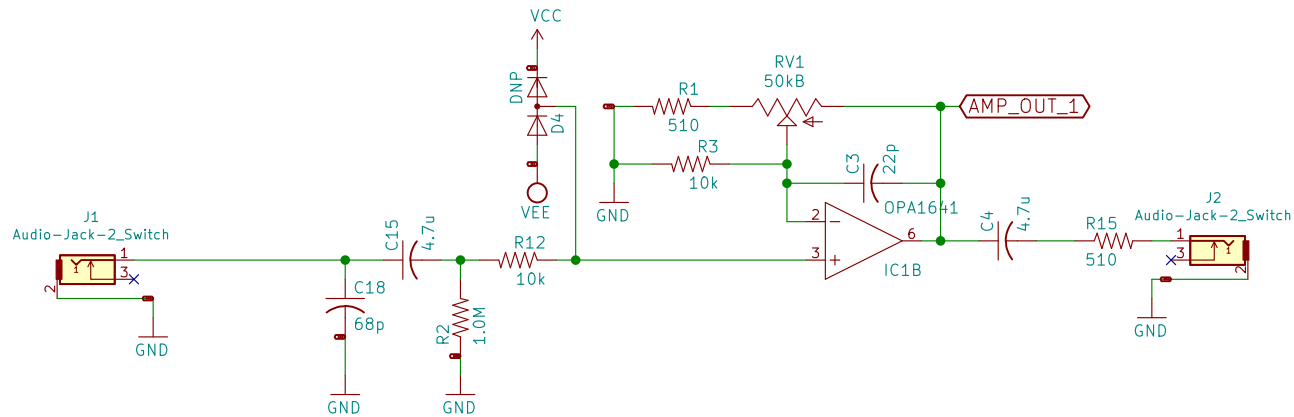 VCC
DNP
D4
VEE
R1
510
RV1
50kB
AMP_OUT_1
R3
10k
GND
C3
22p
OPA1641
2
3
6
IC1B
J1
Audio-Jack-2_Switch
1
3
2
1
GND
C15
4.7u
R12
10k
C18
68p
GND
R2
1.0M
GND
C4
4.7u
R15
510
J2
Audio-Jack-2_Switch
1
3
2
1
GND